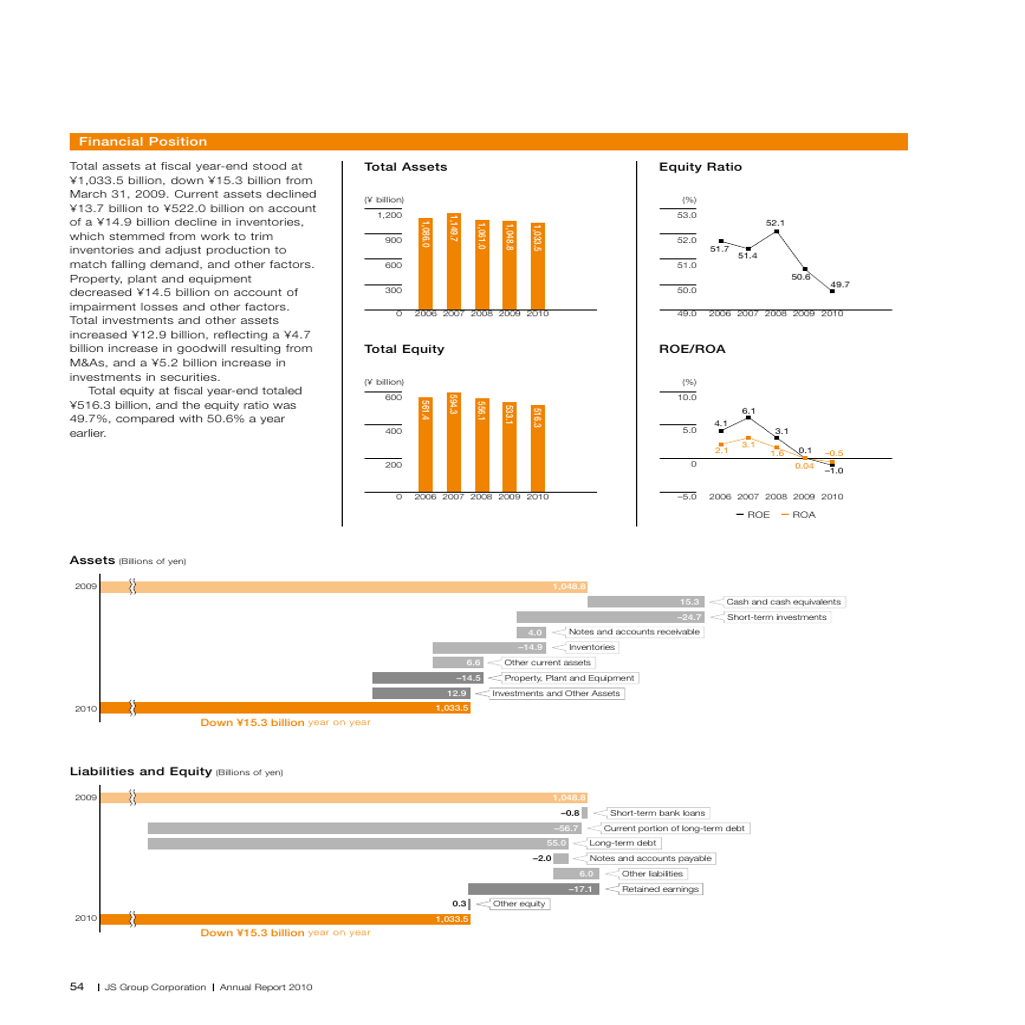 Financial Position
Total assets at fiscal year-end stood at
¥1,033.5 billion, down ¥15.3 billion from
March 31, 2009. Current assets declined
¥13.7 billion to ¥522.0 billion on account
of a ¥14.9 billion decline in inventories,
which stemmed from work to trim
inventories and adjust production to
match falling demand, and other factors.
Property, plant and equipment
decreased ¥14.5 billion on account of
impairment losses and other factors.
Total investments and other assets
increased ¥12.9 billion, reflecting a ¥4.7
billion increase in goodwill resulting from
M&As, and a ¥5.2 billion increase in
investments in securities.
Total equity at fiscal year-end totaled
¥516.3 billion, and the equity ratio was
49.7%, compared with 50.6% a year
earlier.
Total Assets
(¥ billion)
1,200
900
600
300
0
1,086.0
1,149.7
1,061.0
1,048.8
1,033.5
2006 2007 2008 2009 2010
Total Equity
(¥ billion)
600
400
200
0
561.4
594.3
556.1
533.1
516.3
2006 2007 2008 2009 2010
Equity Ratio
(%)
53.0
52.0
51.0
50.0
49.0
51.7
51.4
52.1
50.6
49.7
2006 2007 2008 2009 2010
ROE/ROA
(%)
10.0
5.0
0
–5.0
4.1
6.1
3.1
0.1
–1.0
2.1
3.1
1.6
0.04
–0.5
2006 2007 2008 2009 2010
ROE ROA
Assets (Billions of yen)
2009 1,048.8
15.3 Cash and cash equivalents
–24.7 Short-term investments
4.0 Notes and accounts receivable
–14.9 Inventories
6.6 Other current assets
–14.5 Property, Plant and Equipment
12.9 Investments and Other Assets
2010 1,033.5
Down ¥15.3 billion year on year
Liabilities and Equity (Billions of yen)
2009 1,048.8
–0.8 Short-term bank loans
–56.7 Current portion of long-term debt
55.0 Long-term debt
–2.0 Notes and accounts payable
6.0 Other liabilities
–17.1 Retained earnings
0.3 Other equity
2010 1,033.5
Down ¥15.3 billion year on year
54 JS Group Corporation Annual Report 2010